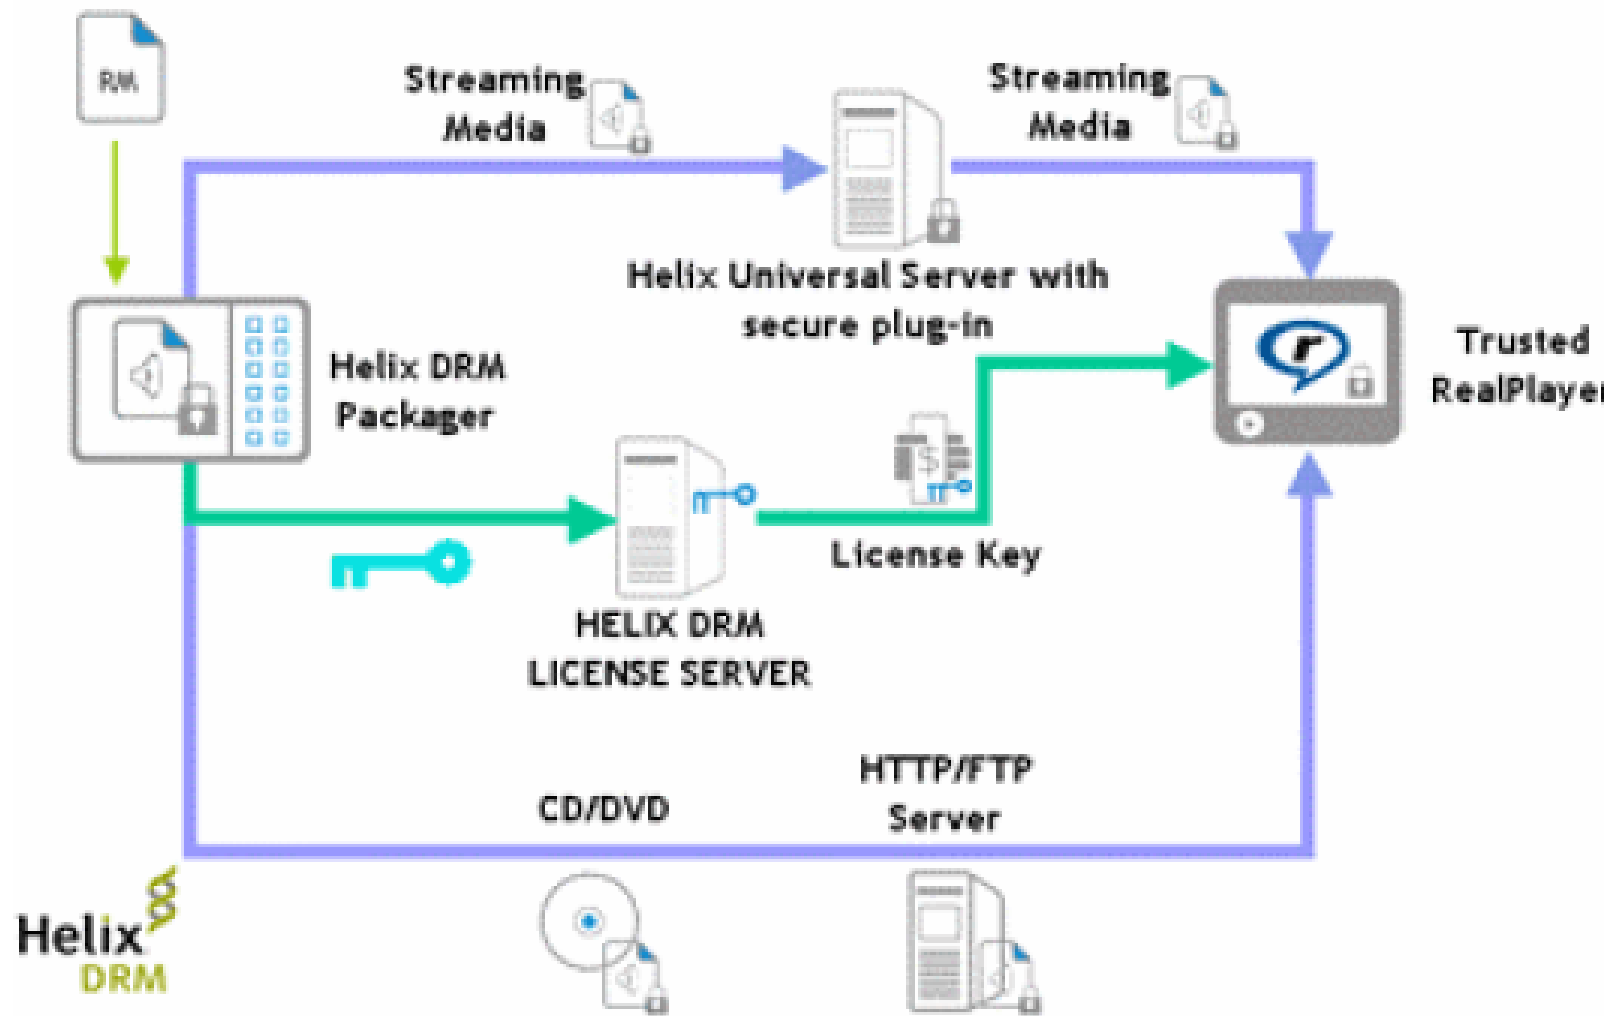 RM
Streaming
Media
Streaming
Media
Helix Universal Server with
secure plug-in
Trusted
RealPlayer
Helix DRM
Packager
License Key
HELIX DRM
LICENSE SERVER
HTTP/FTP
Server
CD/DVD
Helix
DRM